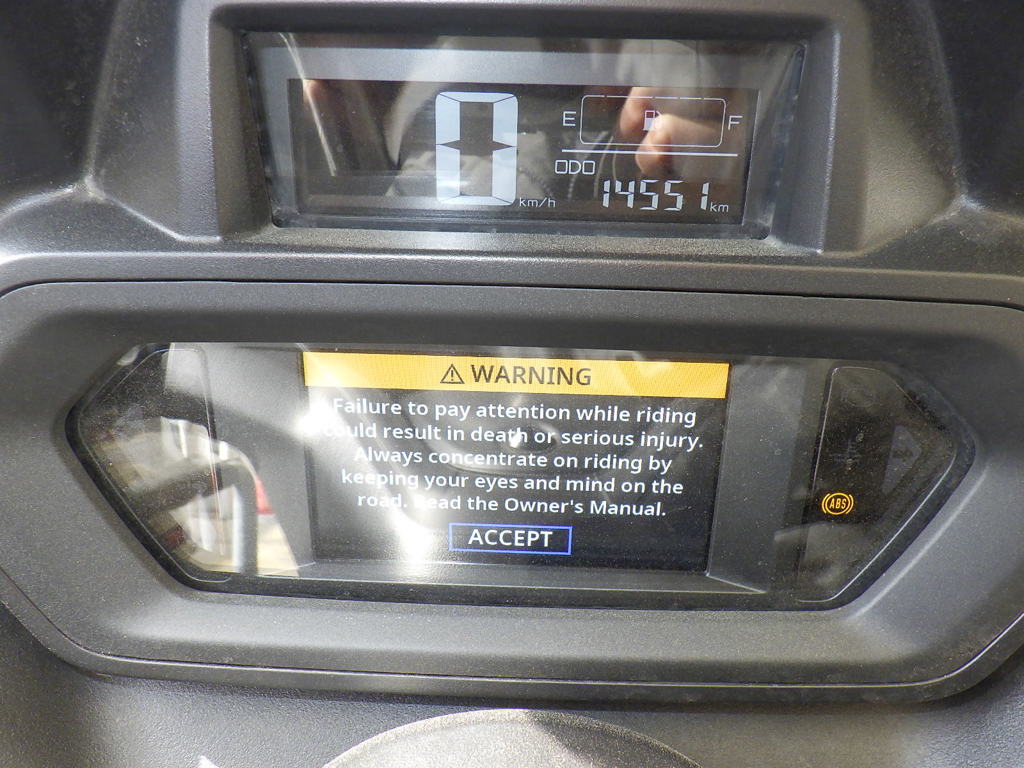 0 km/h
E F
ODO
14551 km
WARNING
Failure to pay attention while riding
could result in death or serious injury.
Always concentrate on riding by
keeping your eyes and mind on the
road. Read the Owner's Manual.
ACCEPT
ABS